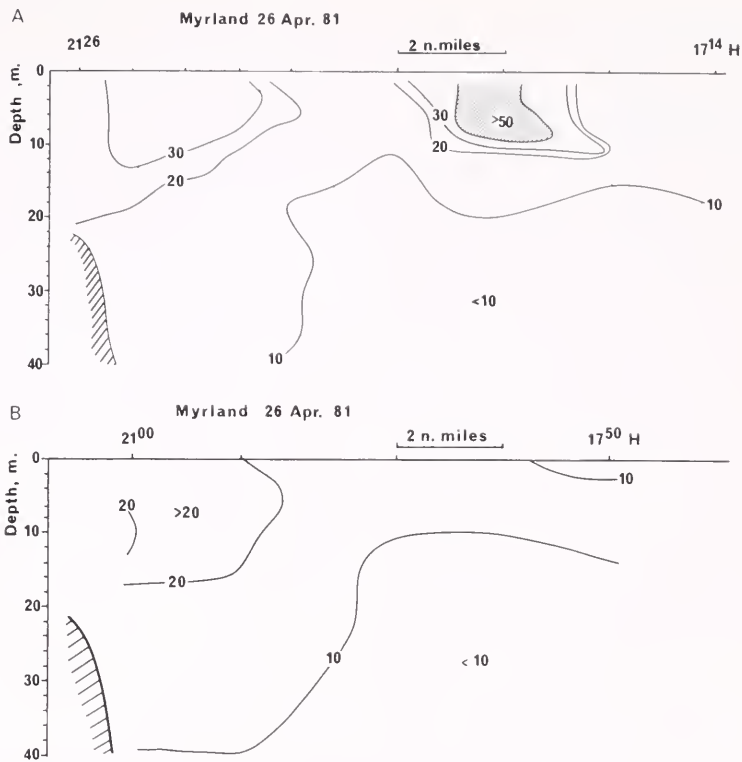 A
Myrland 26 Apr. 81
21²⁶
2 n.miles
17¹⁴ H
Depth ,m.
0
10
20
30
40
30
20
30
20
>50
10
<10
10
B
Myrland 26 Apr. 81
21⁰⁰
2 n. miles
17⁵⁰ H
Depth, m.
0
10
20
30
40
20
>20
20
10
10
< 10